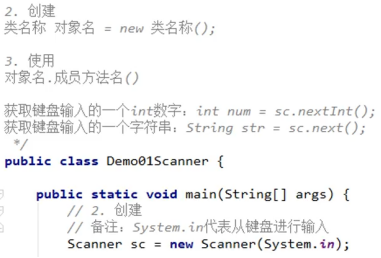 2. 创建
类名称 对象名 = new 类名称();
3. 使用
对象名.成员方法名()
获取键盘输入的一个int数字：int num = sc.nextInt();
获取键盘输入的一个字符串：String str = sc.next();
*/
public class Demo01Scanner {
public static void main(String[] args) {
// 2. 创建
// 备注：System.in代表从键盘进行输入
Scanner sc = new Scanner(System.in);